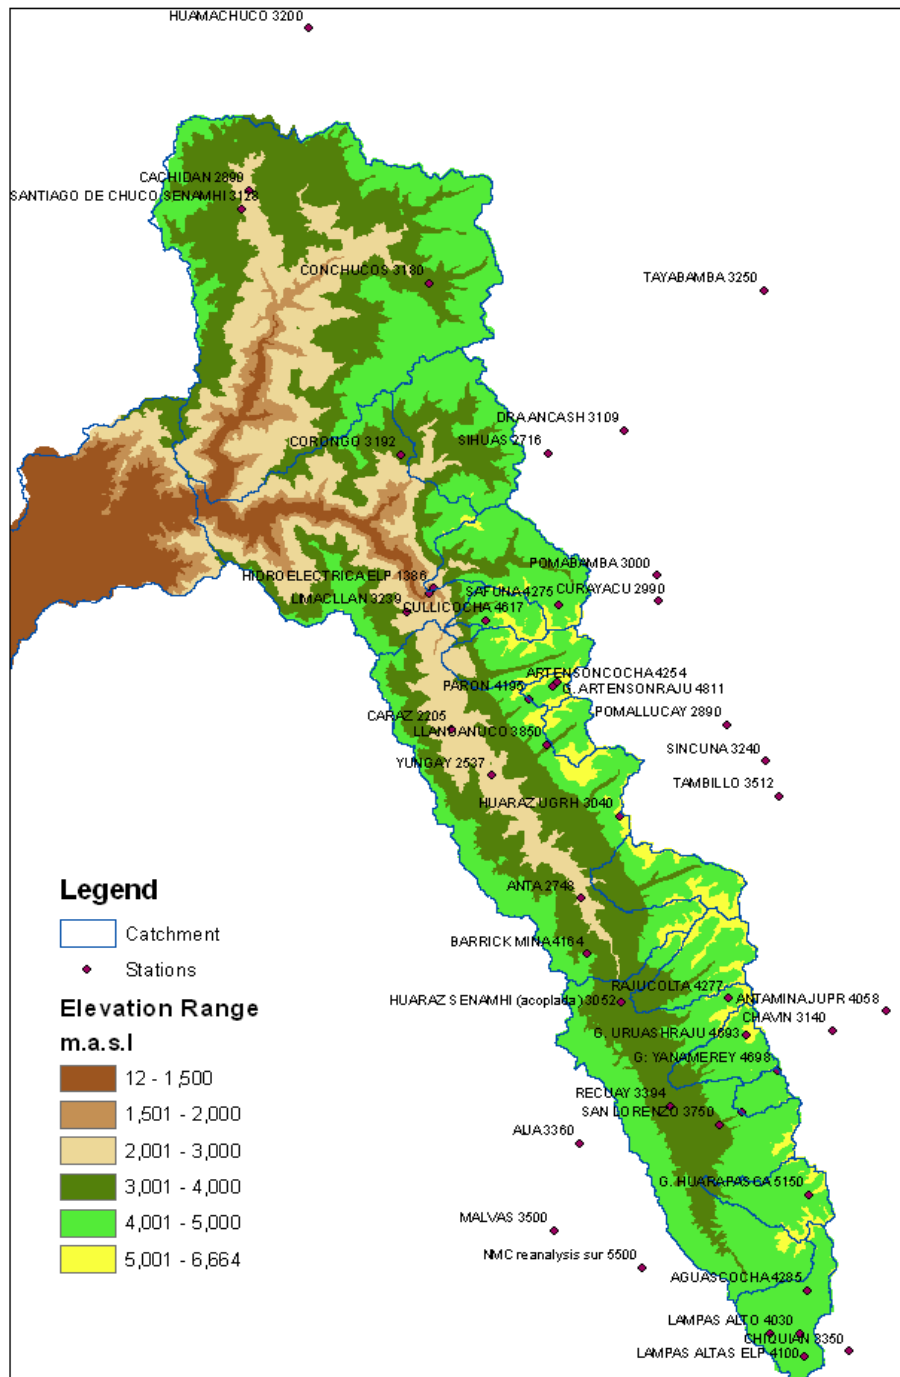 HUAMACHUCO 3200
CACHIDAN 2890
SANTIAGO DE CHUCO SENAMHI 3128
CONCHUCOS 3180
TAYABAMBA 3250
DRA ANCASH 3109
CORONGO 3192
SIHUAS 2716
POMABAMBA 3000
HIDROELECTRICA ELP 1386
SAFUNA 4275
CURAYACU 2990
LIMACLLAN 3239
CULLICOCHA 4617
ARTENSONCOCHA 4254
PARON 4195
G. ARTENSONRAJU 4811
POMALLUCAY 2890
CARAZ 2205
LLANGANUCO 3850
SINCUNA 3240
YUNGAY 2537
TAMBILLO 3512
HUARAZ UGRH 3040
Legend
Catchment
Stations
Elevation Range
m.a.s.l
12 - 1,500
1,501 - 2,000
2,001 - 3,000
3,001 - 4,000
4,001 - 5,000
5,001 - 6,664
ANTA 2748
BARRICK MINA 4164
RAJUCOLTA 4277
HUARAZ SENAMHI (acoplada) 3052
ANTAMINA JUPR 4058
CHAVIN 3140
G. URUASHRAJU 4693
G: YANAMEREY 4698
RECUAY 3394
SAN LORENZO 3750
AIJA 3360
G. HUARAPASCA 5150
MALVAS 3500
NMC reanalysis sur 5500
AGUASCOCHA 4285
LAMPAS ALTO 4030
CHIQUIAN 3350
LAMPAS ALTAS ELP 4100